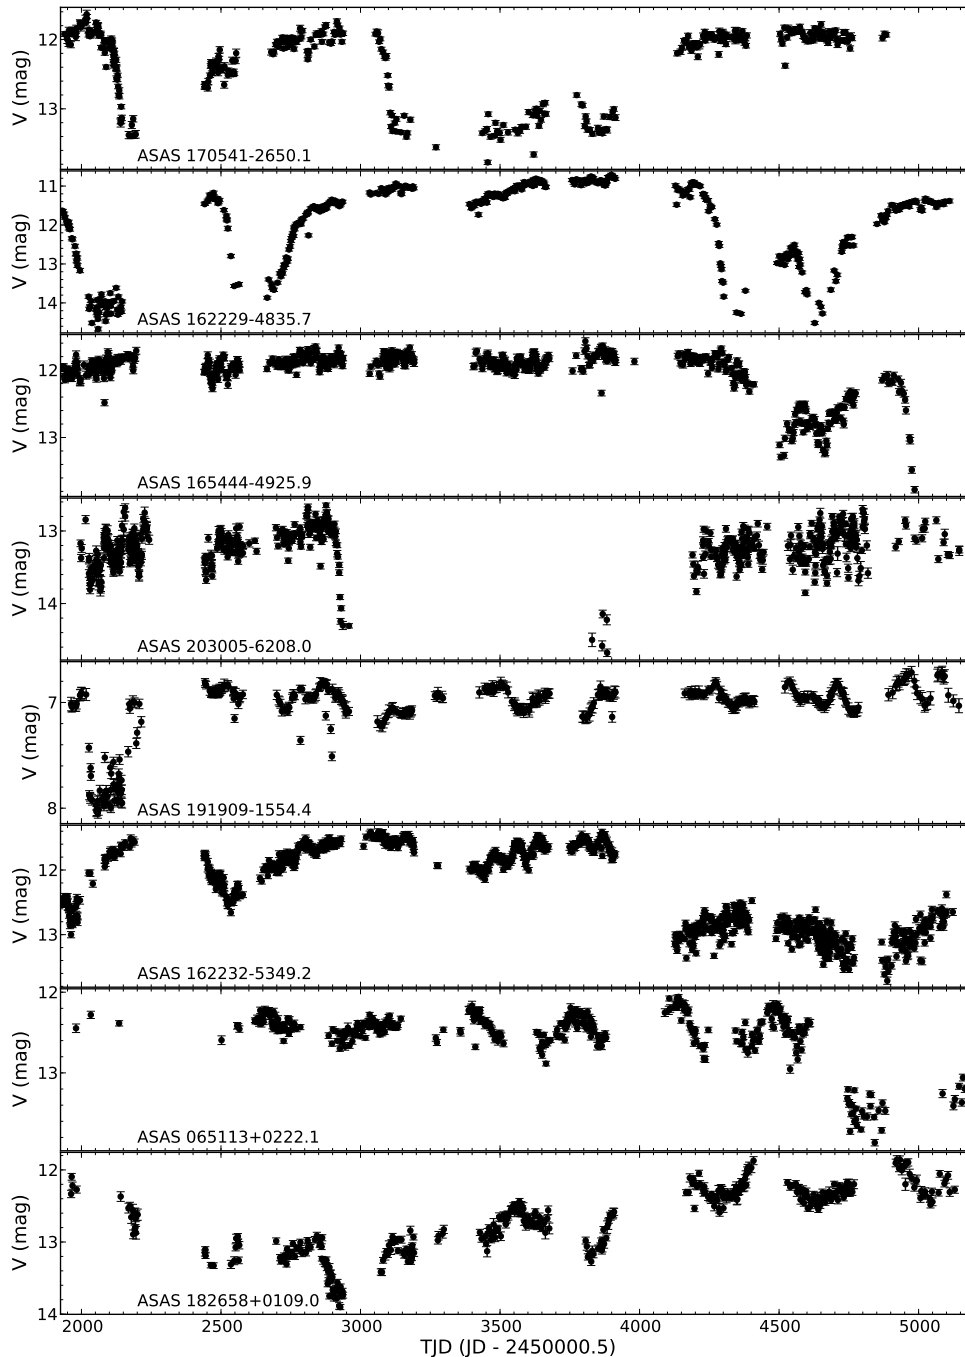 12
13
V (mag)
ASAS 170541-2650.1
11
12
13
14
V (mag)
ASAS 162229-4835.7
12
13
V (mag)
ASAS 165444-4925.9
13
14
V (mag)
ASAS 203005-6208.0
7
8
V (mag)
ASAS 191909-1554.4
12
13
V (mag)
ASAS 162232-5349.2
12
13
V (mag)
ASAS 065113+0222.1
12
13
14
V (mag)
ASAS 182658+0109.0
2000 2500 3000 3500 4000 4500 5000
TJD (JD - 2450000.5)